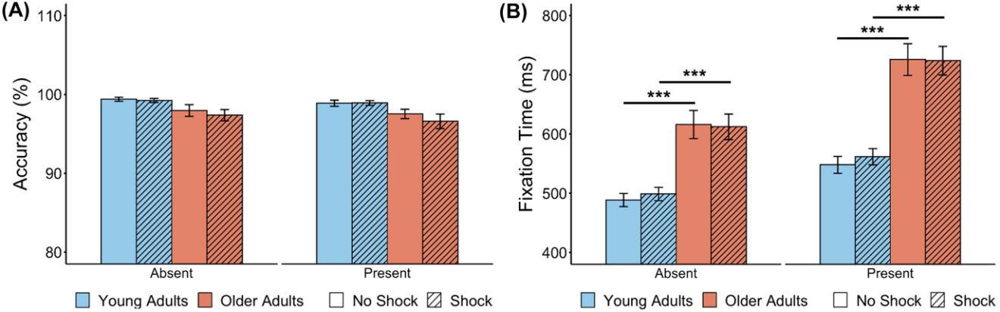 (A)
Accuracy (%)
110
100
90
80
Absent
Present
Young Adults
Older Adults
No Shock
Shock
(B)
Fixation Time (ms)
800
700
600
500
400
***
***
***
***
Absent
Present
Young Adults
Older Adults
No Shock
Shock